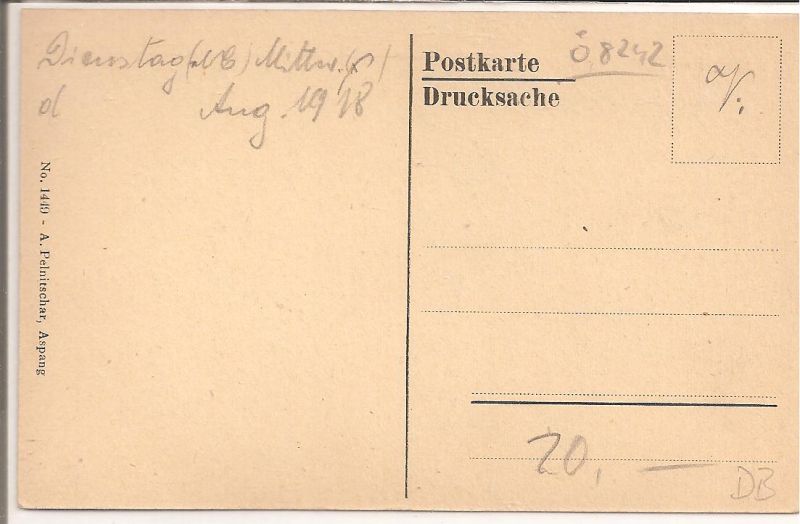 Dienstag Mittw.
d Aug. 1918
No. 1449 - A. Pelnitschar, Aspang
Postkarte
Drucksache
Ö, 8242
20, —
DB